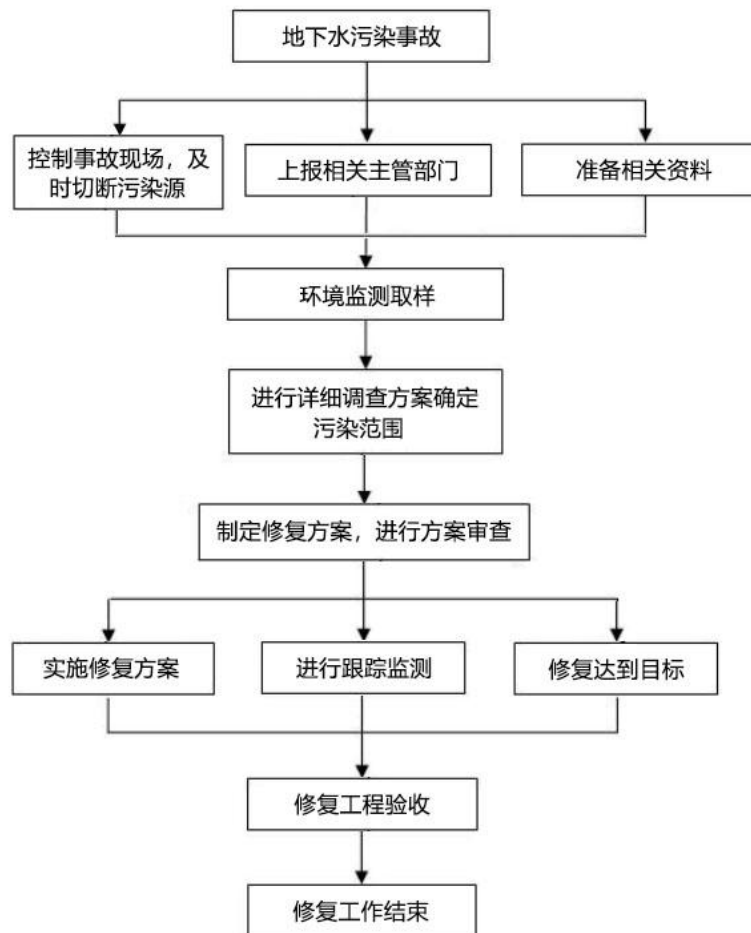 地下水污染事故
控制事故现场，及
时切断污染源
上报相关主管部门
准备相关资料
环境监测取样
进行详细调查方案确定
污染范围
制定修复方案，进行方案审查
实施修复方案
进行跟踪监测
修复达到目标
修复工程验收
修复工作结束